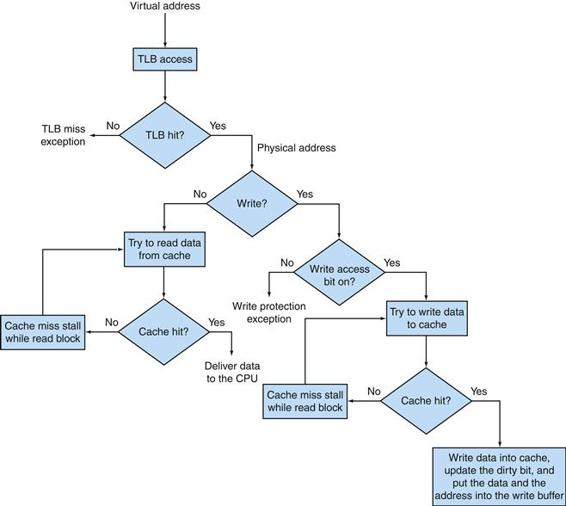 Virtual address
TLB access
No
Yes
TLB miss
exception
TLB hit?
Physical address
No
Yes
Write?
Try to read data
from cache
No
Yes
Write access
bit on?
Write protection
exception
Try to write data
to cache
Cache miss stall
while read block
No
Yes
Cache hit?
Deliver data
to the CPU
Cache miss stall
while read block
No
Yes
Cache hit?
Write data into cache,
update the dirty bit, and
put the data and the
address into the write buffer